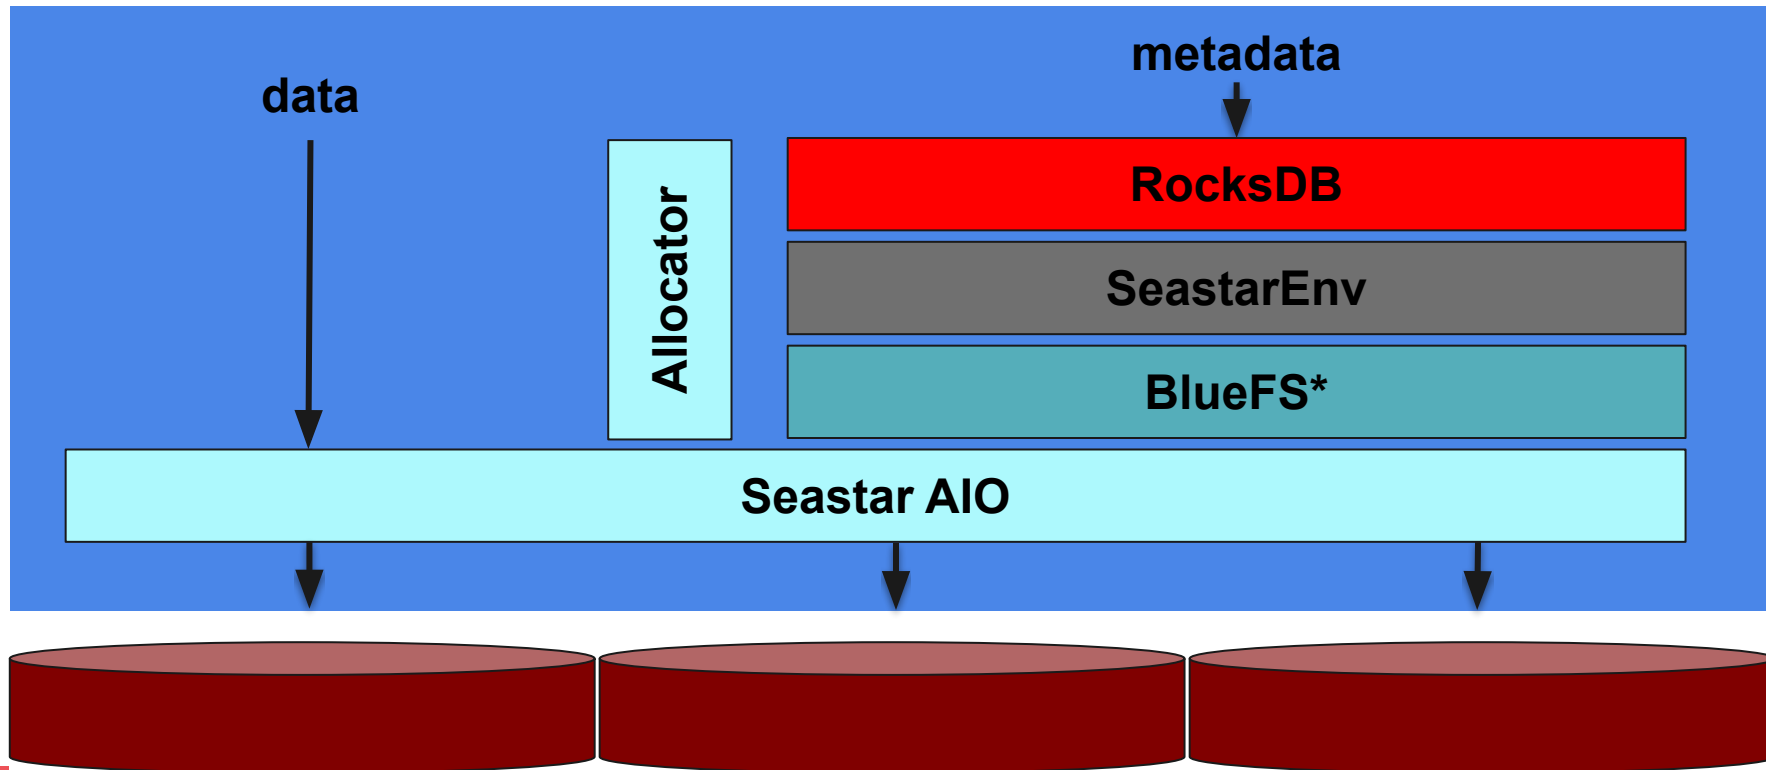 metadata
data
Allocator
RocksDB
SeastarEnv
BlueFS*
Seastar AIO